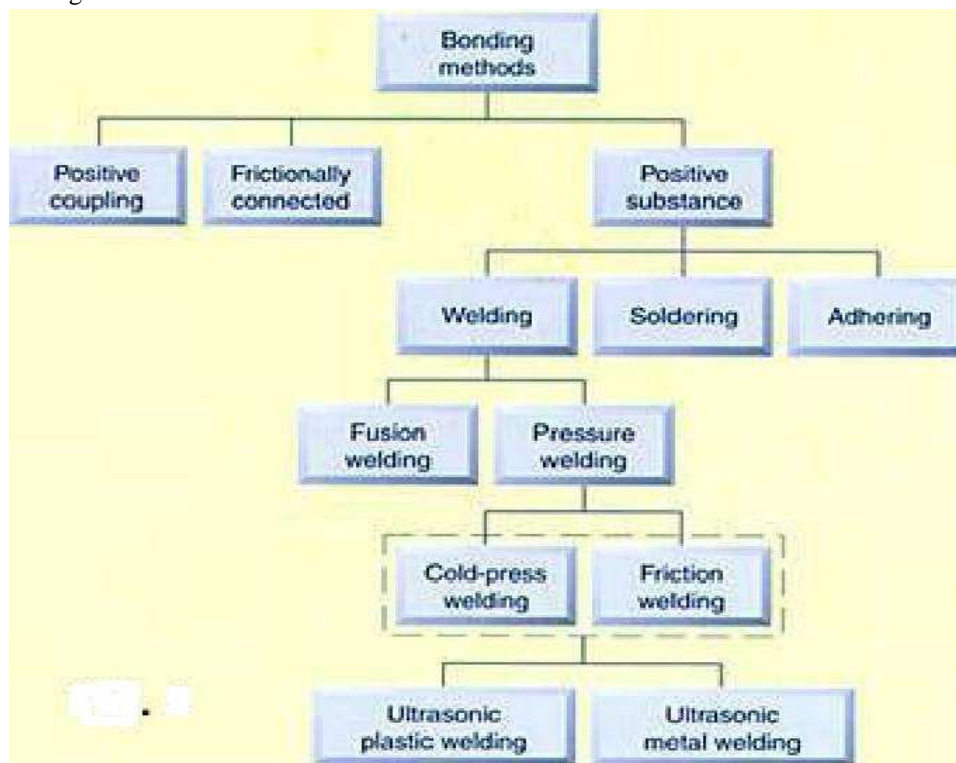 Bonding
methods
Positive
coupling
Frictionally
connected
Positive
substance
Welding
Soldering
Adhering
Fusion
welding
Pressure
welding
Cold-press
welding
Friction
welding
Ultrasonic
plastic welding
Ultrasonic
metal welding